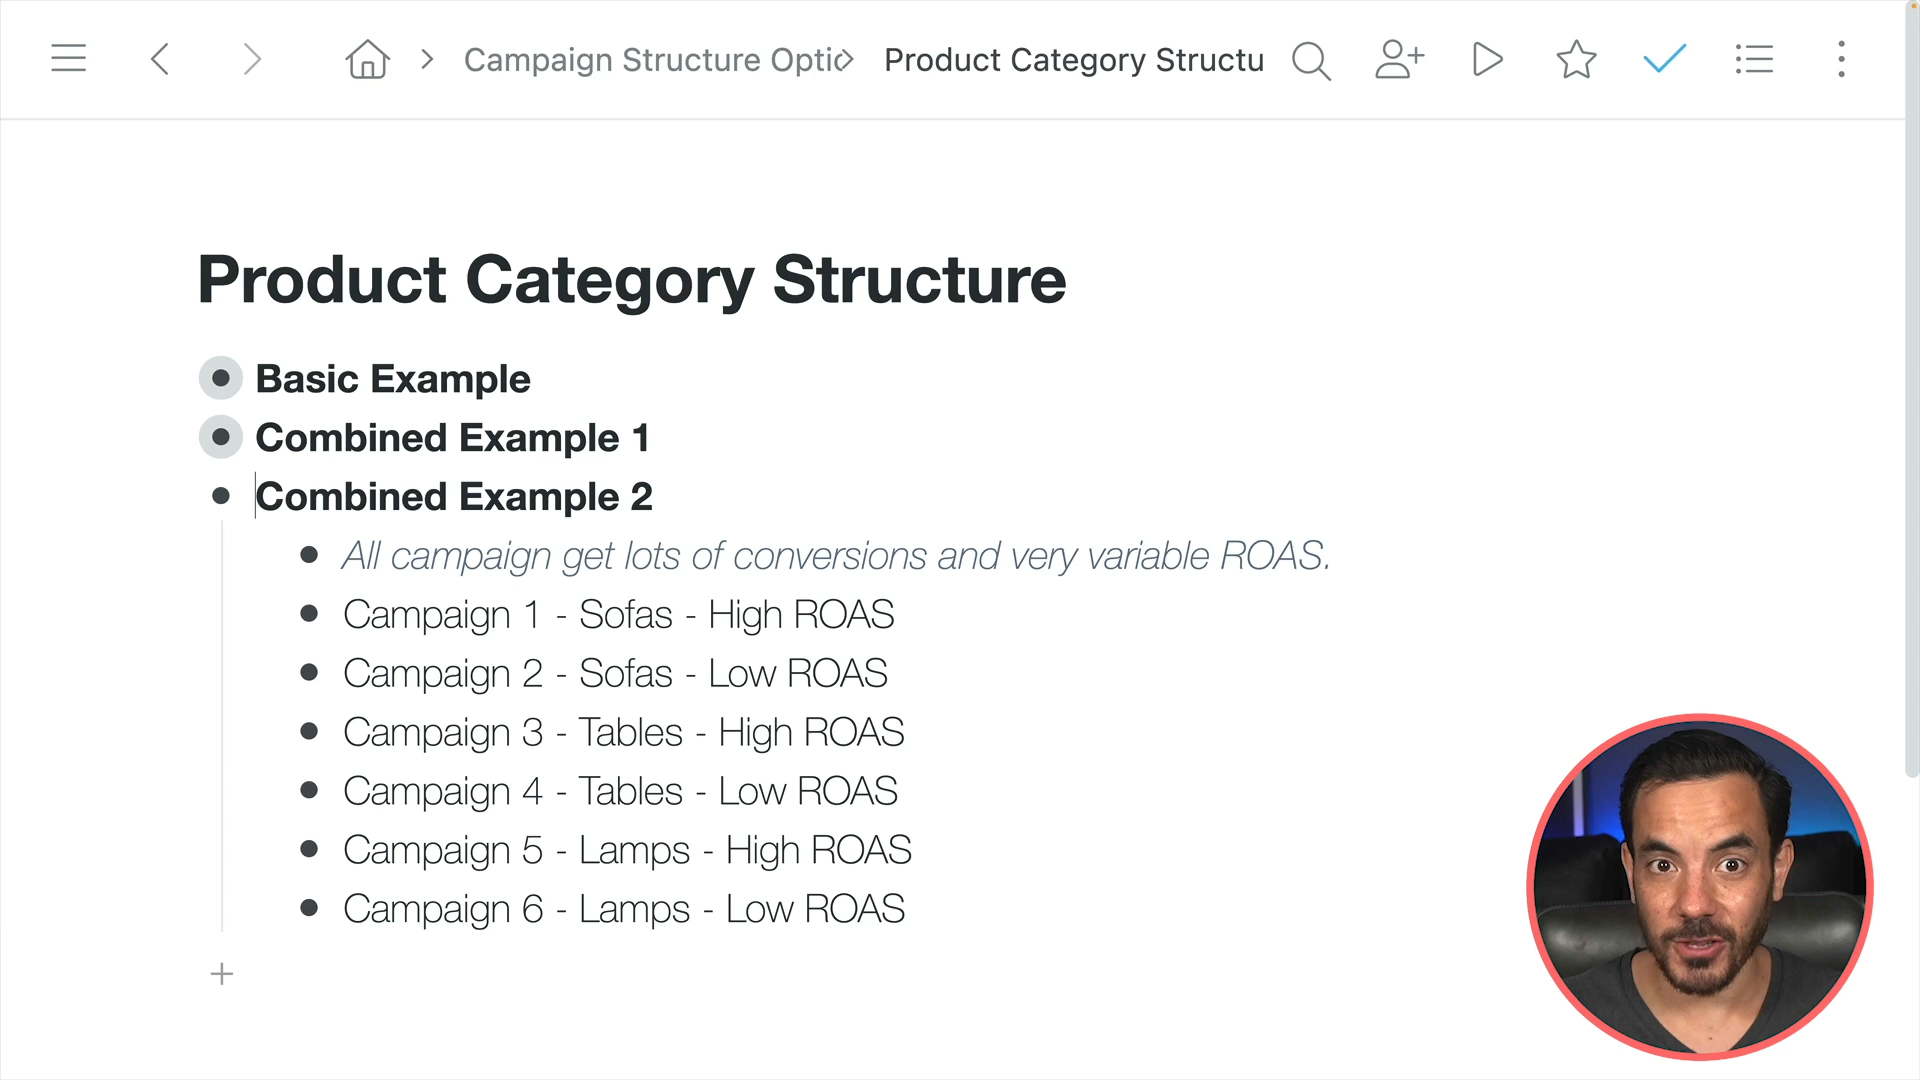 Campaign Structure Optic
Product Category Structu
Product Category Structure
Basic Example
Combined Example 1
Combined Example 2
All campaign get lots of conversions and very variable ROAS.
Campaign 1 - Sofas - High ROAS
Campaign 2 - Sofas - Low ROAS
Campaign 3 - Tables - High ROAS
Campaign 4 - Tables - Low ROAS
Campaign 5 - Lamps - High ROAS
Campaign 6 - Lamps - Low ROAS